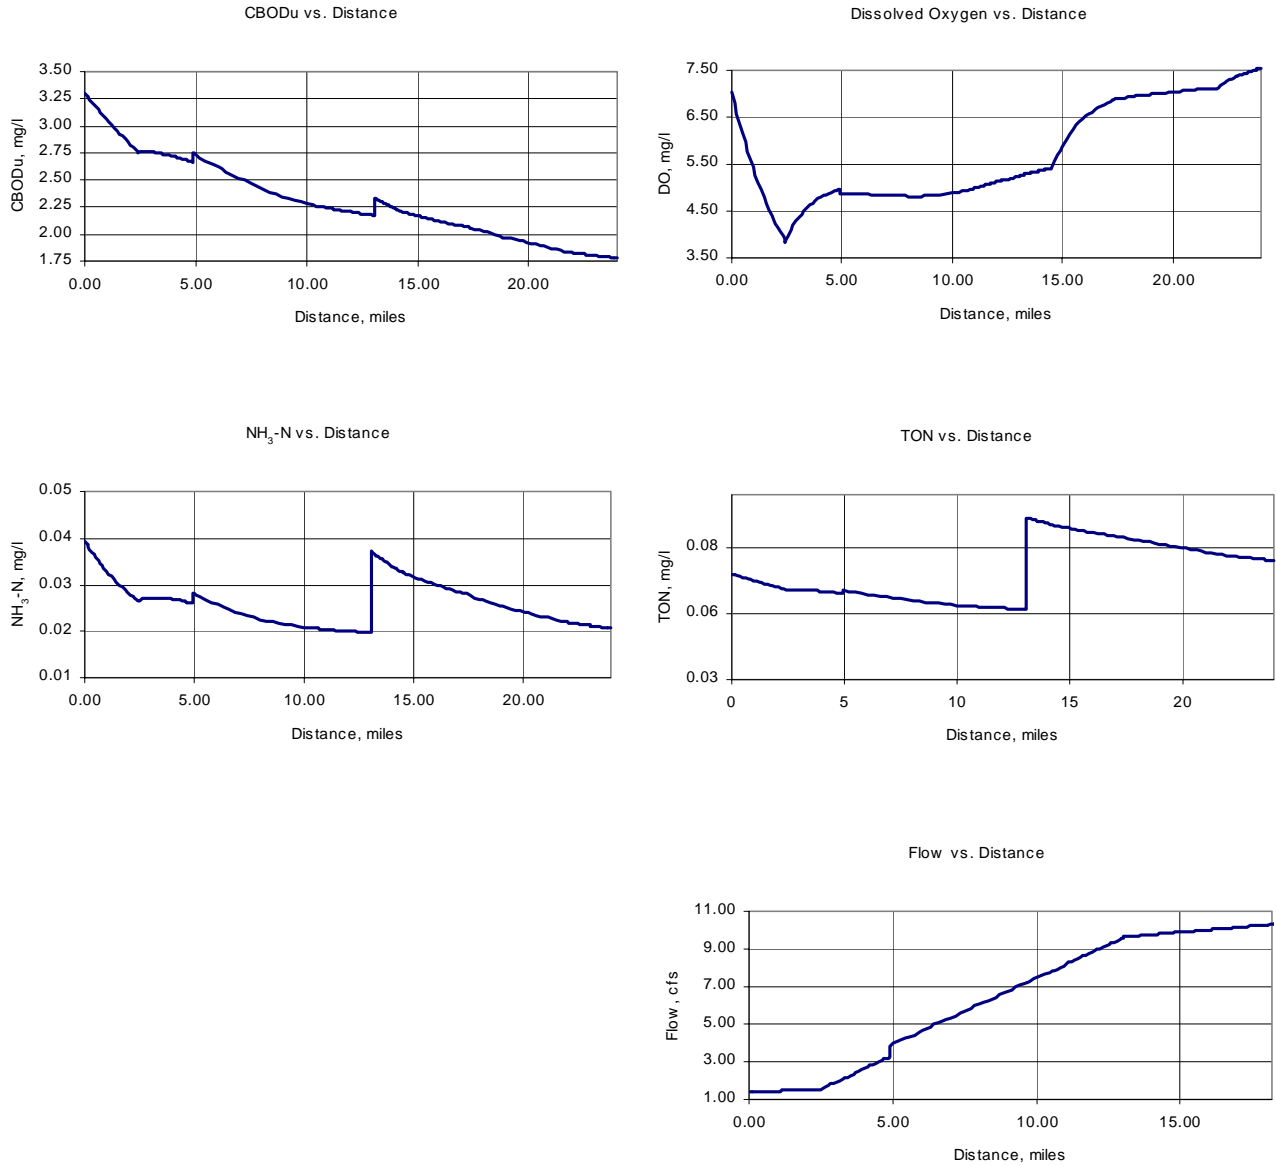 CBODu vs. Distance
3.50
3.25
3.00
2.75
2.50
2.25
2.00
1.75
CBODu, mg/l
0.00 5.00 10.00 15.00 20.00
Distance, miles
Dissolved Oxygen vs. Distance
7.50
6.50
5.50
4.50
3.50
DO, mg/l
0.00 5.00 10.00 15.00 20.00
Distance, miles
NH3-N vs. Distance
0.05
0.04
0.03
0.02
0.01
NH3-N, mg/l
0.00 5.00 10.00 15.00 20.00
Distance, miles
TON vs. Distance
0.08
0.06
0.03
TON, mg/l
0 5 10 15 20
Distance, miles
Flow vs. Distance
11.00
9.00
7.00
5.00
3.00
1.00
Flow, cfs
0.00 5.00 10.00 15.00
Distance, miles